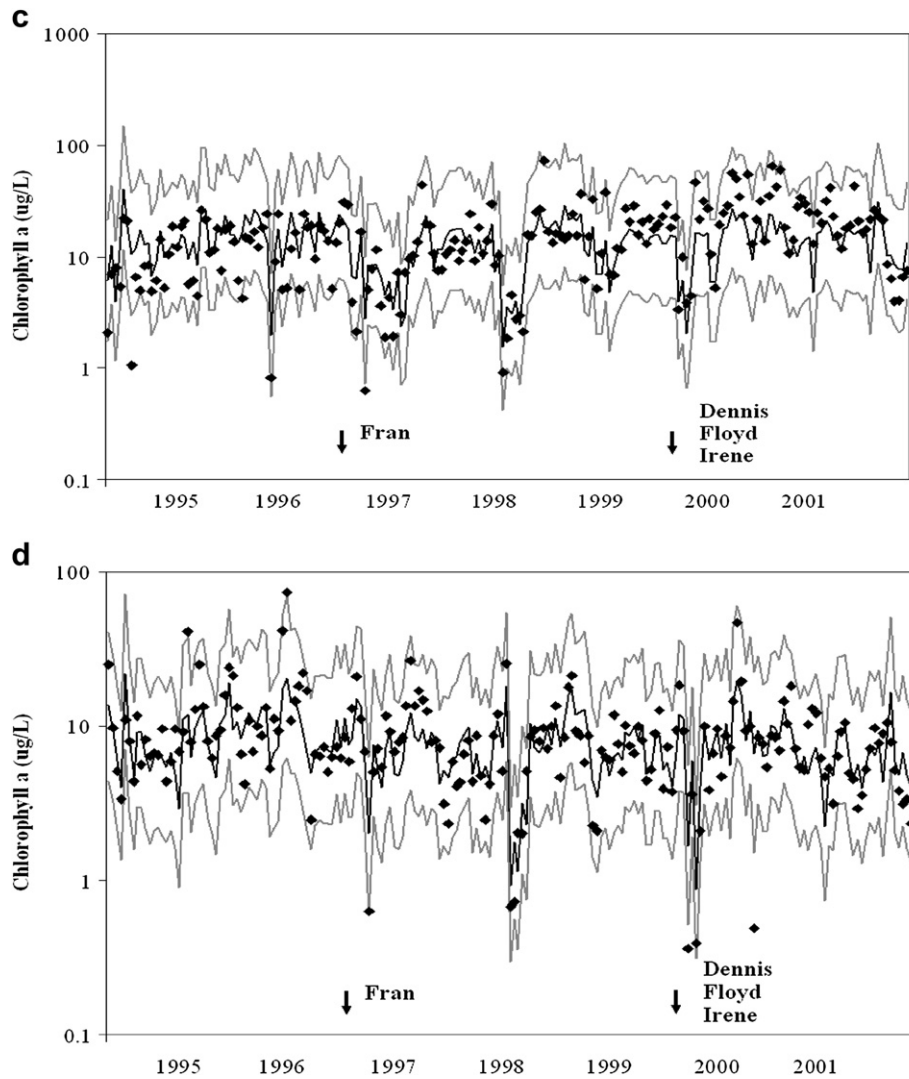 c
1000
100
10
1
0.1
Chlorophyll a (ug/L)
Fran
Dennis
Floyd
Irene
1995 1996 1997 1998 1999 2000 2001
d
100
10
1
0.1
Chlorophyll a (ug/L)
Fran
Dennis
Floyd
Irene
1995 1996 1997 1998 1999 2000 2001